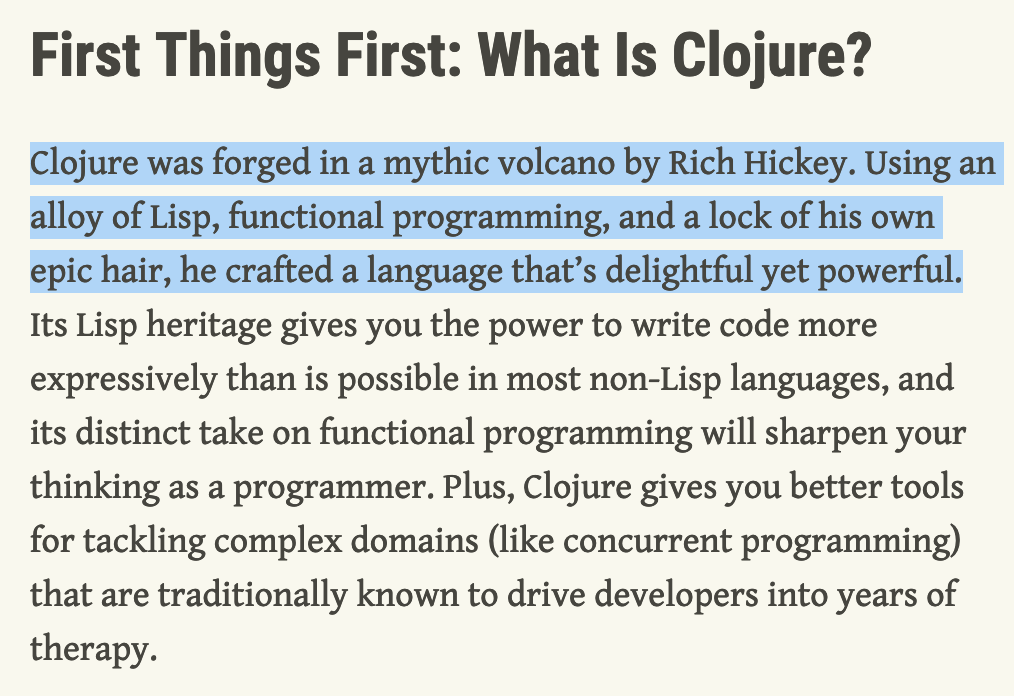 First Things First: What Is Clojure?
Clojure was forged in a mythic volcano by Rich Hickey. Using an
alloy of Lisp, functional programming, and a lock of his own
epic hair, he crafted a language that’s delightful yet powerful.
Its Lisp heritage gives you the power to write code more
expressively than is possible in most non-Lisp languages, and
its distinct take on functional programming will sharpen your
thinking as a programmer. Plus, Clojure gives you better tools
for tackling complex domains (like concurrent programming)
that are traditionally known to drive developers into years of
therapy.